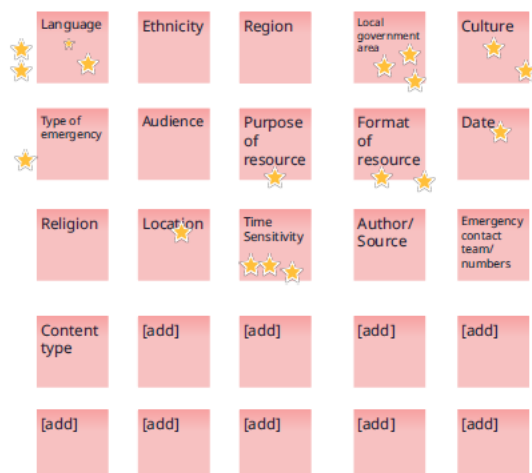 Language
Ethnicity
Region
Local
government
area
Culture
Type of
emergency
Audience
Purpose
of
resource
Format
of
resource
Date
Religion
Location
Time
Sensitivity
Author/
Source
Emergency
contact
team/
numbers
Content
type
[add]
[add]
[add]
[add]
[add]
[add]
[add]
[add]
[add]